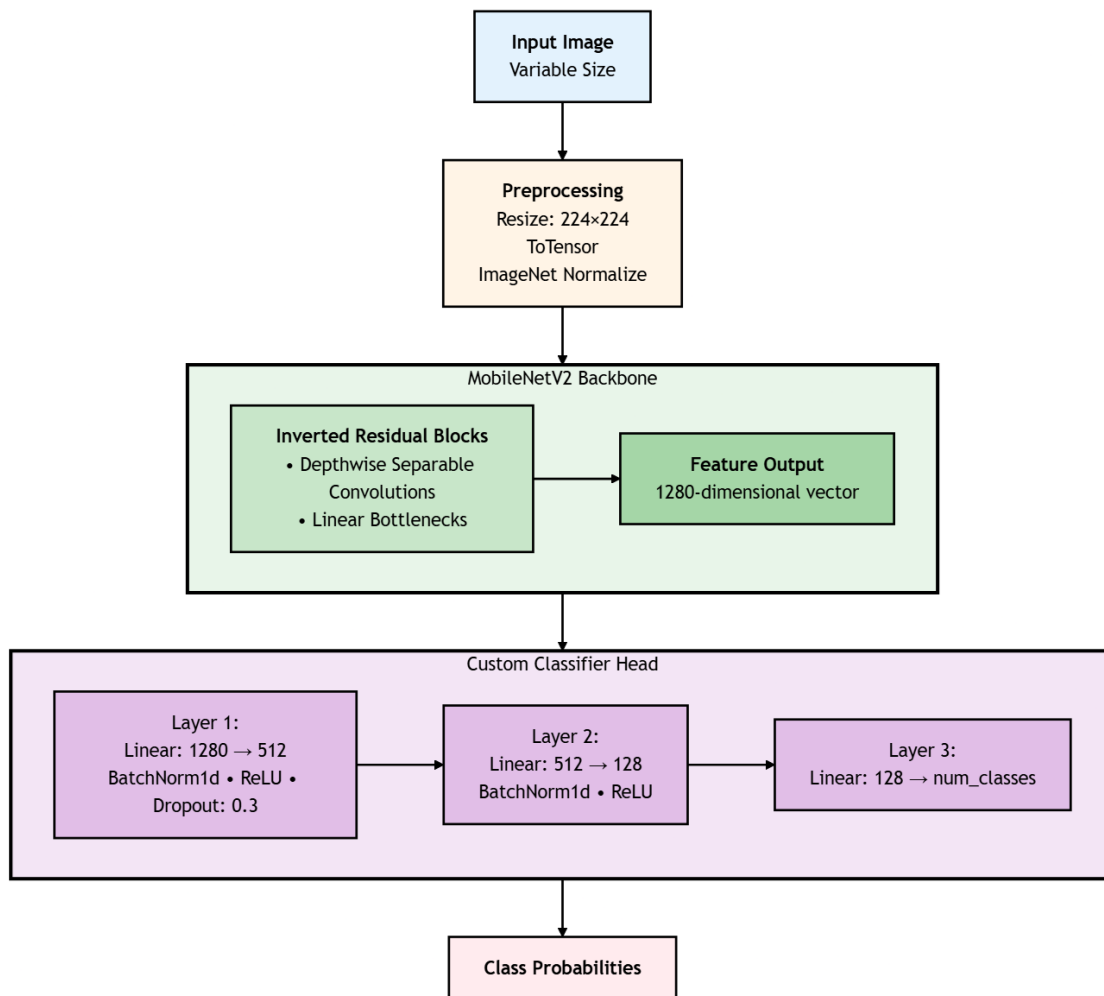 Input Image
Variable Size
Preprocessing
Resize: 224×224
ToTensor
ImageNet Normalize
MobileNetV2 Backbone
Inverted Residual Blocks
• Depthwise Separable
Convolutions
• Linear Bottlenecks
Feature Output
1280-dimensional vector
Custom Classifier Head
Layer 1:
Linear: 1280 → 512
BatchNorm1d • ReLU •
Dropout: 0.3
Layer 2:
Linear: 512 → 128
BatchNorm1d • ReLU
Layer 3:
Linear: 128 → num_classes
Class Probabilities